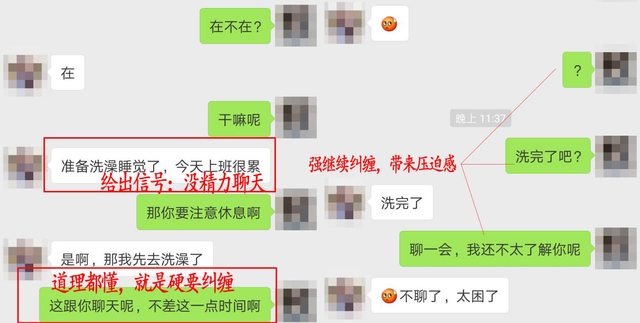 在不在？
在
干嘛呢
准备洗澡睡觉了，今天上班很累
给出信号：没精力聊天
那你要注意休息啊
是啊，那我先去洗澡了
道理都懂，就是硬要纠缠
这跟你聊天呢，不差这一点时间啊
？
晚上 11:37
洗完了吧？
强继续纠缠，带来压迫感
洗完了
聊一会，我还不太了解你呢
不聊了，太困了